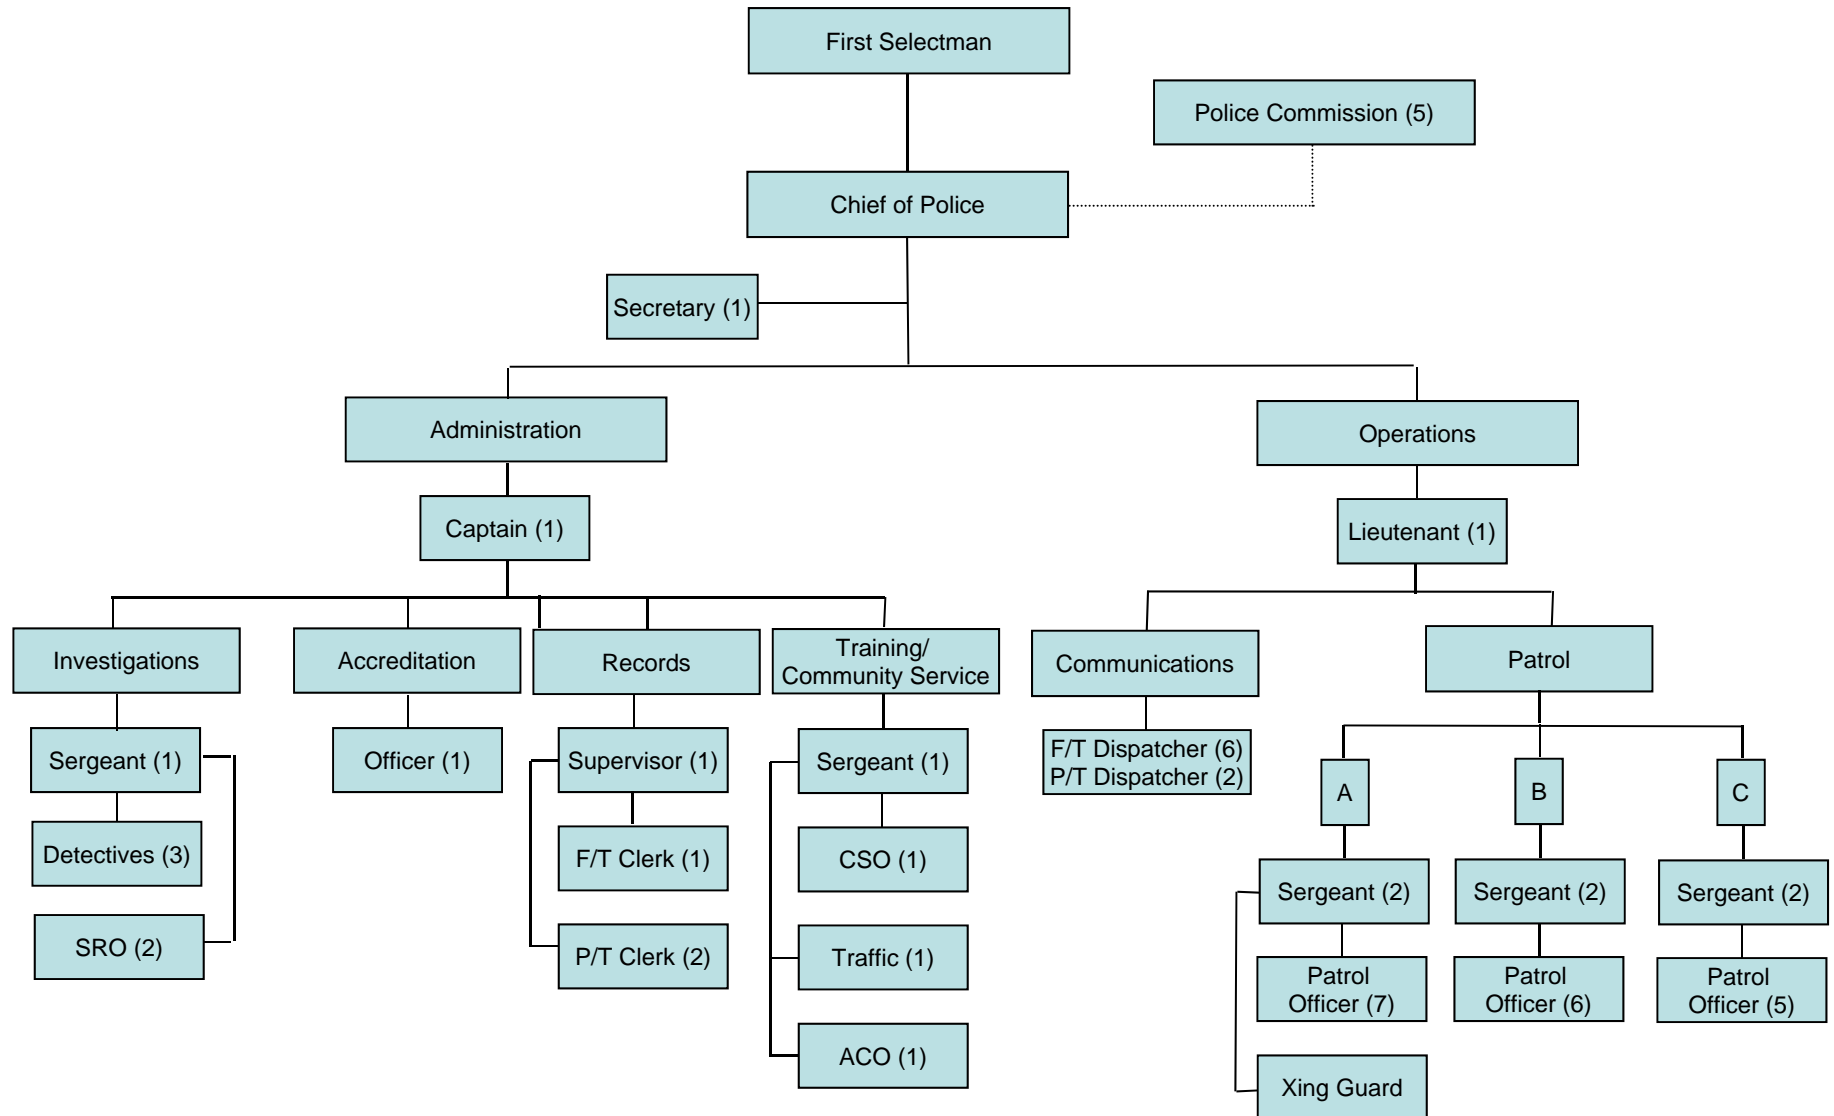 First Selectman
Police Commission (5)
Chief of Police
Secretary (1)
Administration
Operations
Captain (1)
Lieutenant (1)
Investigations
Accreditation
Records
Training/
Community Service
Communications
Patrol
Sergeant (1)
Officer (1)
Supervisor (1)
Sergeant (1)
F/T Dispatcher (6)
P/T Dispatcher (2)
A
B
C
Detectives (3)
F/T Clerk (1)
CSO (1)
Sergeant (2)
Sergeant (2)
Sergeant (2)
SRO (2)
P/T Clerk (2)
Traffic (1)
Patrol
Officer (7)
Patrol
Officer (6)
Patrol
Officer (5)
ACO (1)
Xing Guard